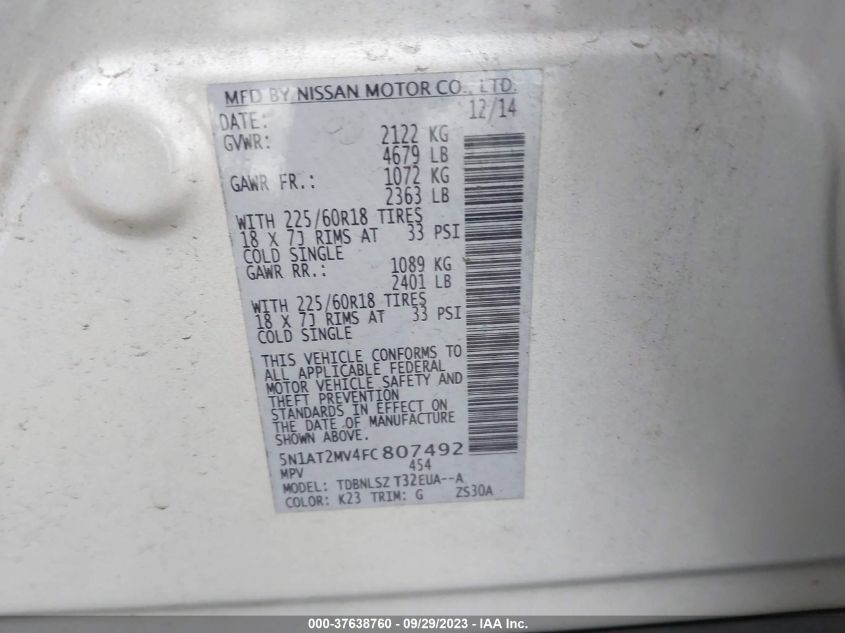 MFD BY NISSAN MOTOR CO., LTD.
DATE: 12/14
GVWR: 2122 KG
4679 LB
GAWR FR.: 1072 KG
2363 LB
WITH 225/60R18 TIRES
18 X 7J RIMS AT 33 PSI
COLD SINGLE
GAWR RR.: 1089 KG
2401 LB
WITH 225/60R18 TIRES
18 X 7J RIMS AT 33 PSI
COLD SINGLE
THIS VEHICLE CONFORMS TO
ALL APPLICABLE FEDERAL
MOTOR VEHICLE SAFETY AND
THEFT PREVENTION
STANDARDS IN EFFECT ON
THE DATE OF MANUFACTURE
SHOWN ABOVE.
5N1AT2MV4FC807492
MPV 454
MODEL: TDBNLSZ T32EUA--A
COLOR: K23 TRIM: G ZS30A
000-37638760 - 09/29/2023 - IAA Inc.